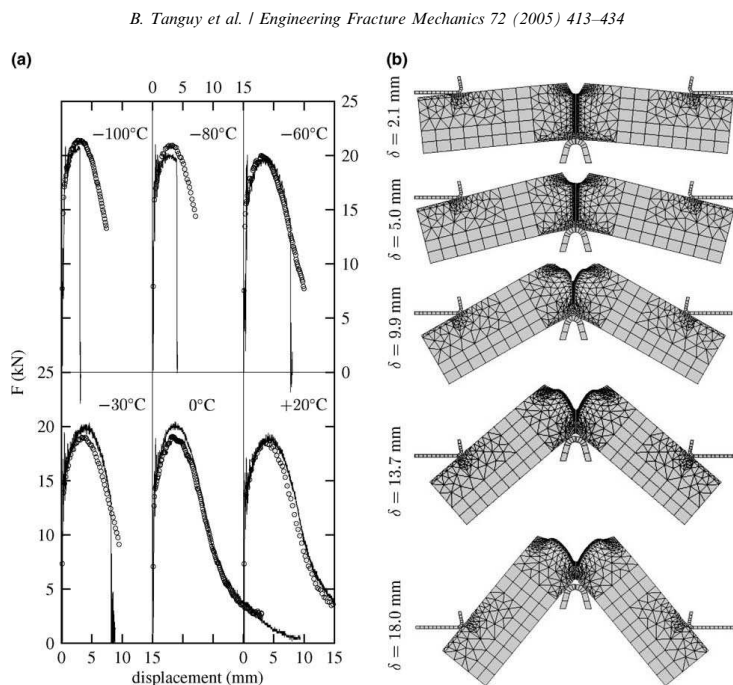 B. Tanguy et al. / Engineering Fracture Mechanics 72 (2005) 413–434
(a)
0 5 10 15
25
−100°C −80°C −60°C
20
15
10
5
F (kN)
25 0
−30°C 0°C +20°C
20
15
10
5
0
0 5 10 15 0 5 10 15
displacement (mm)
(b)
δ = 2.1 mm
δ = 5.0 mm
δ = 9.9 mm
δ = 13.7 mm
δ = 18.0 mm